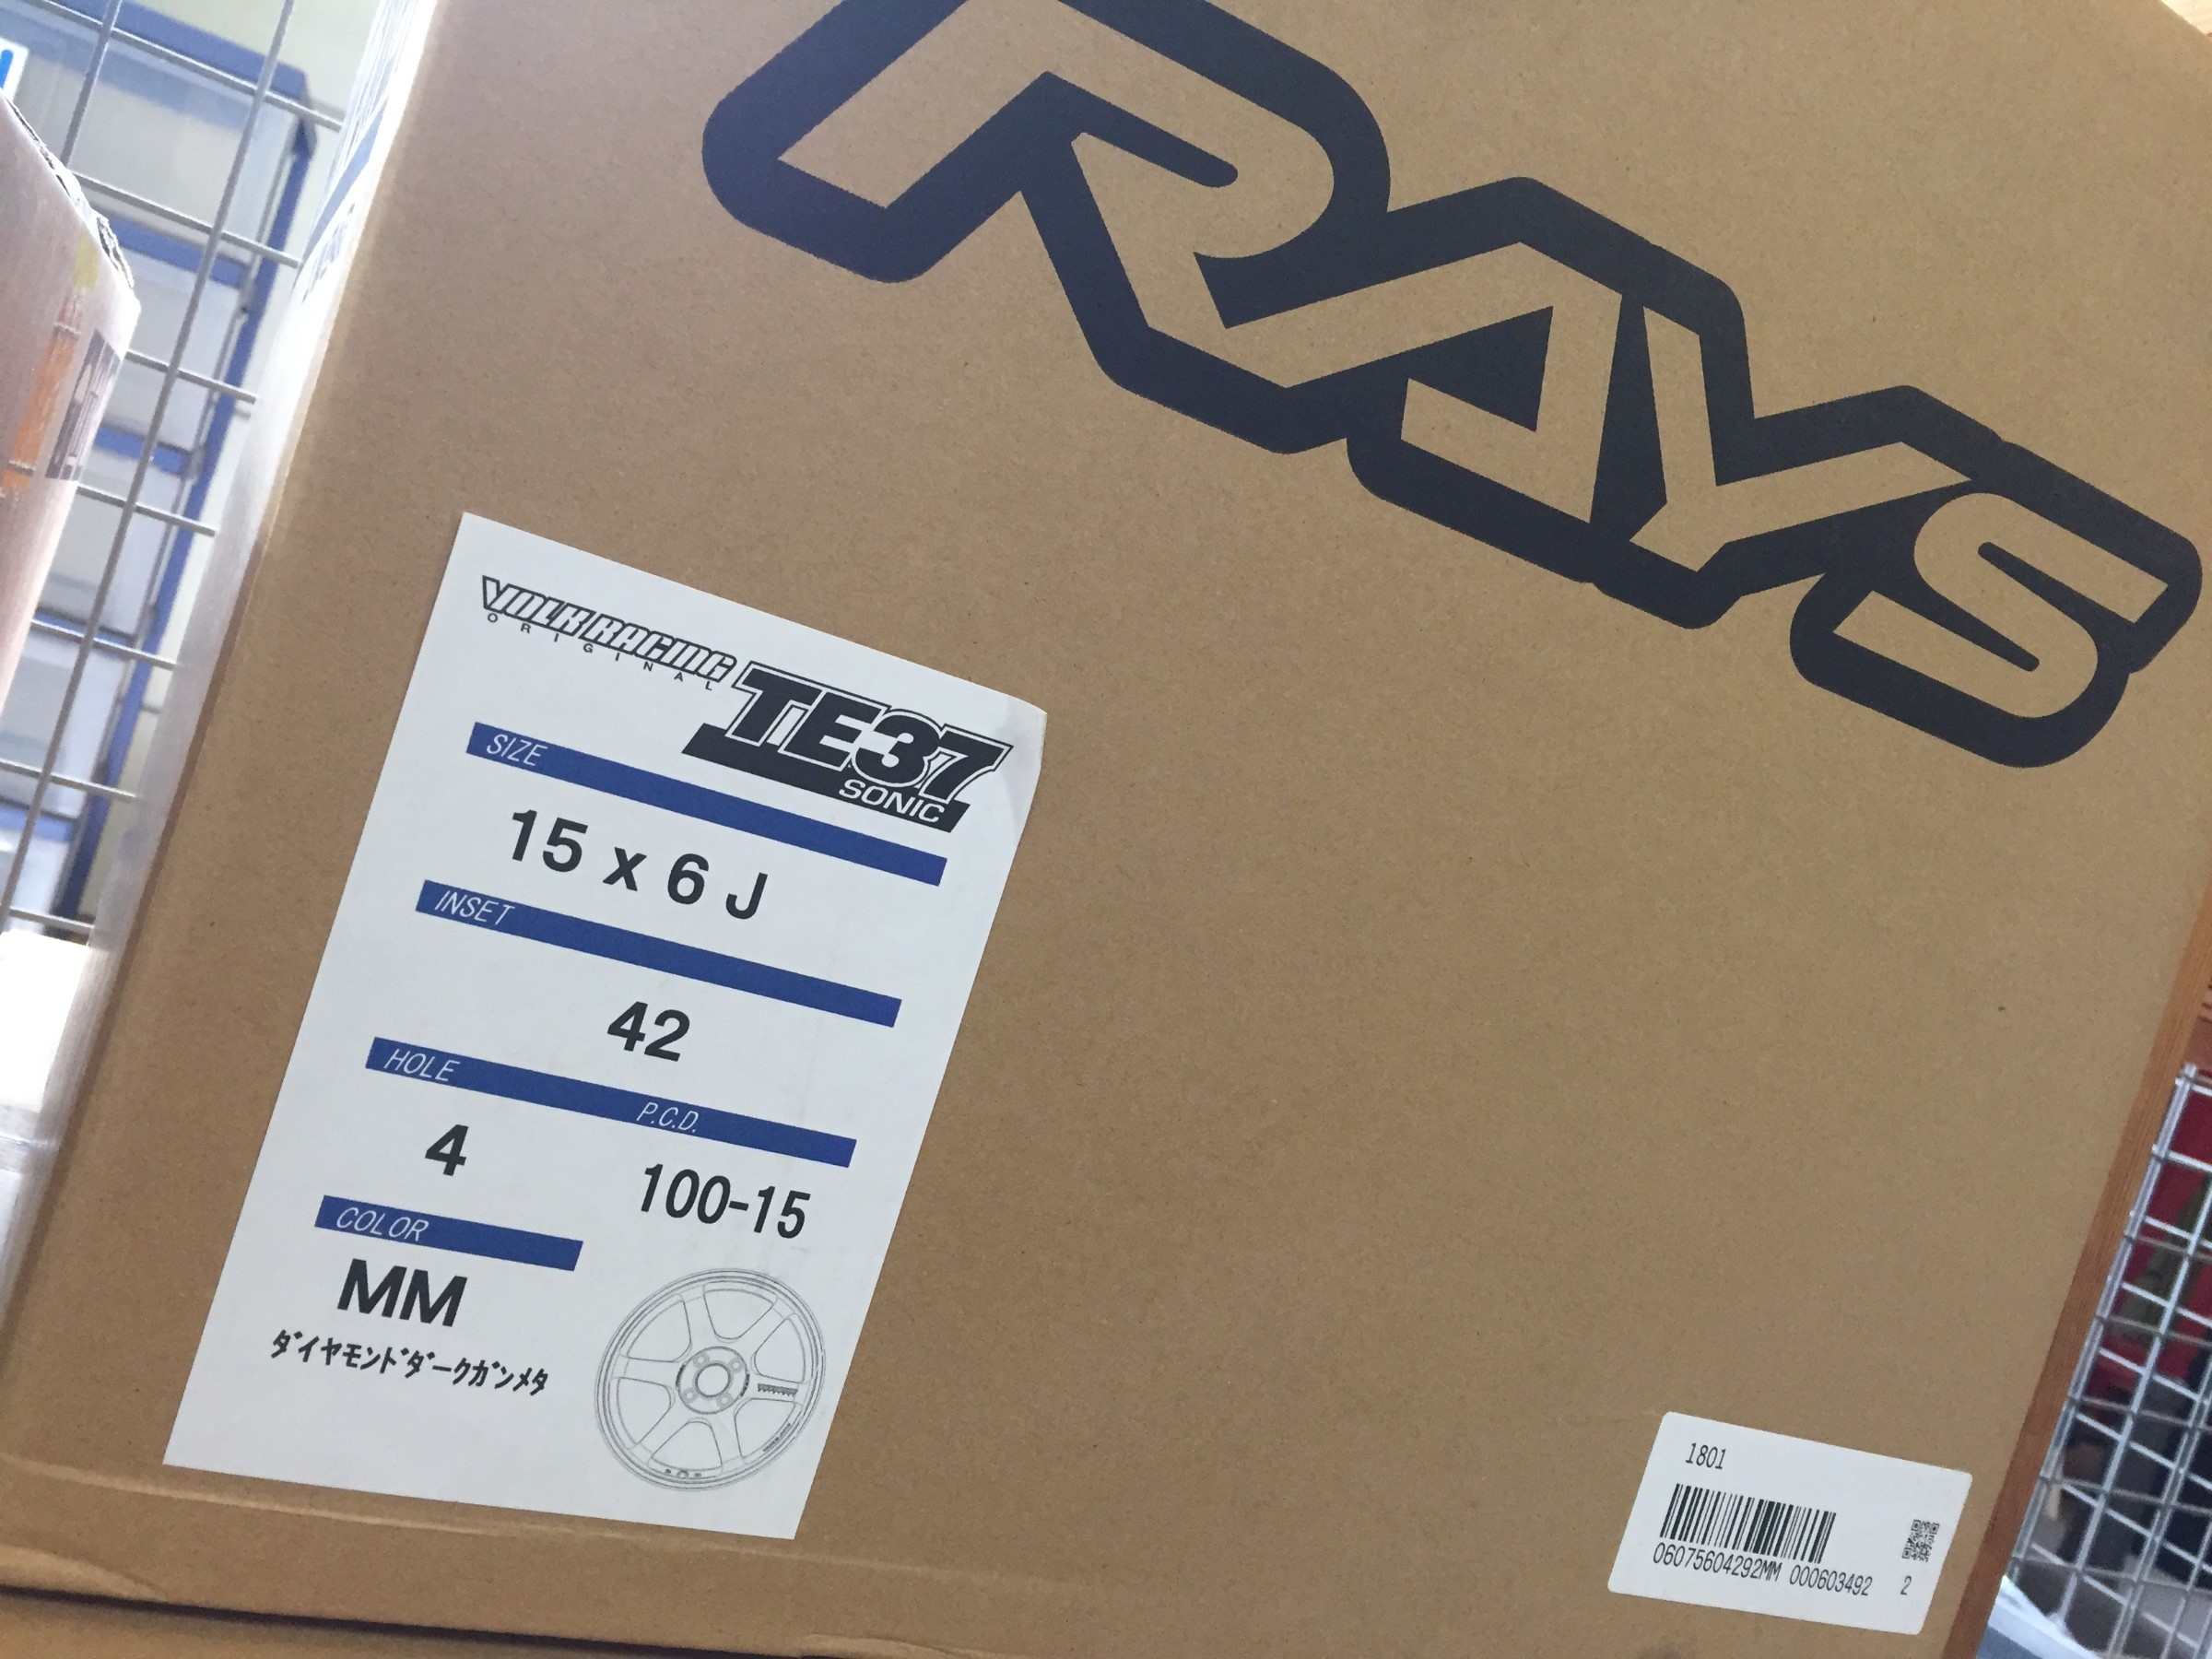 RAYS
VOLK RACING
ORIGINAL
TE37
SONIC
SIZE
15 x 6 J
INSET
42
HOLE P.C.D.
4 100-15
COLOR
MM
ﾀﾞｲﾔﾓﾝﾄﾞﾀﾞｰｸｶﾞﾝﾒﾀ
1801
06075604292MM 000603492 2